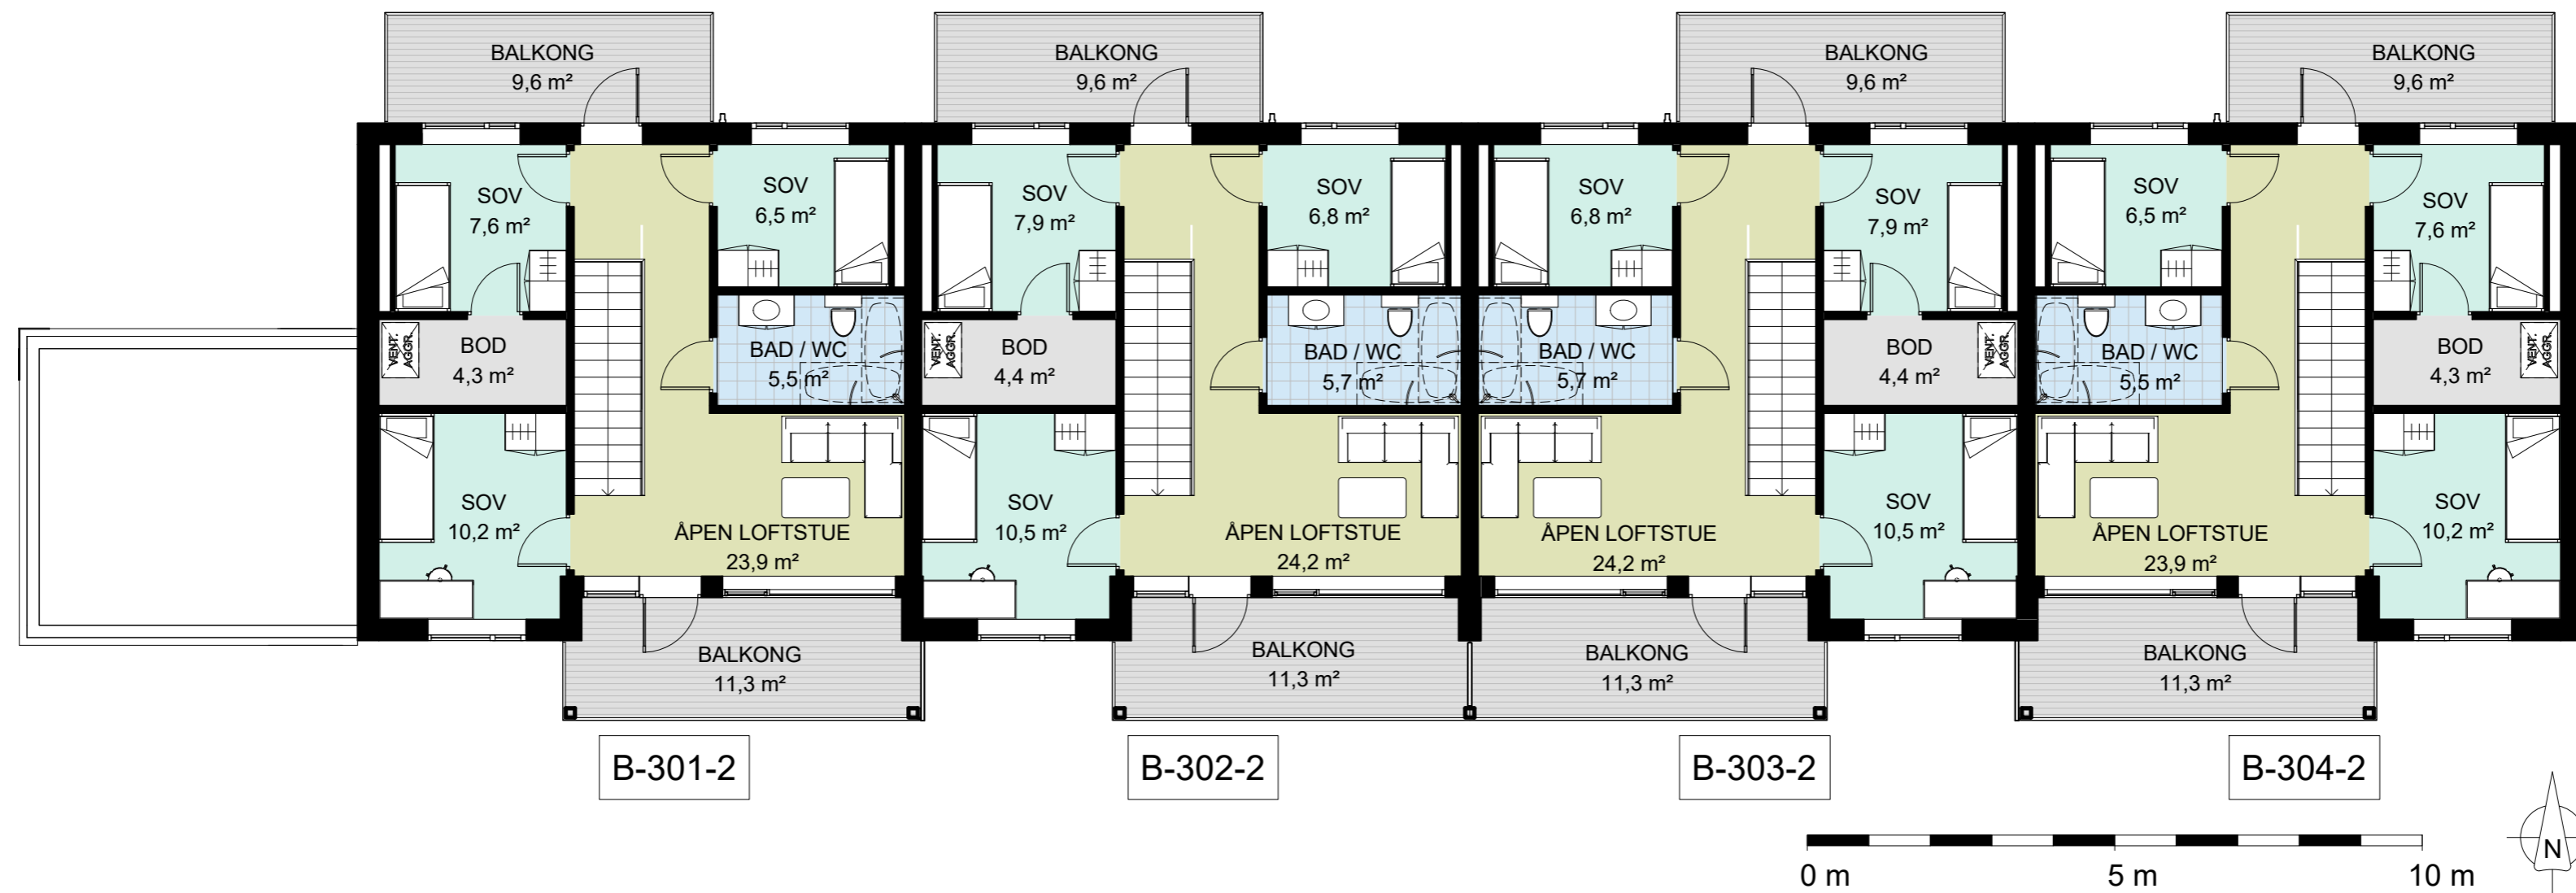 BALKONG
9,6 m²
BALKONG
9,6 m²
BALKONG
9,6 m²
BALKONG
9,6 m²
SOV
7,6 m²
SOV
6,5 m²
SOV
7,9 m²
SOV
6,8 m²
SOV
6,8 m²
SOV
7,9 m²
SOV
6,5 m²
SOV
7,6 m²
VENT.
AGGR.
BOD
4,3 m²
BAD / WC
5,5 m²
VENT.
AGGR.
BOD
4,4 m²
BAD / WC
5,7 m²
BAD / WC
5,7 m²
BOD
4,4 m²
VENT.
AGGR.
BAD / WC
5,5 m²
BOD
4,3 m²
VENT.
AGGR.
SOV
10,2 m²
ÅPEN LOFTSTUE
23,9 m²
SOV
10,5 m²
ÅPEN LOFTSTUE
24,2 m²
ÅPEN LOFTSTUE
24,2 m²
SOV
10,5 m²
ÅPEN LOFTSTUE
23,9 m²
SOV
10,2 m²
BALKONG
11,3 m²
BALKONG
11,3 m²
BALKONG
11,3 m²
BALKONG
11,3 m²
B-301-2
B-302-2
B-303-2
B-304-2
0 m
5 m
10 m
N